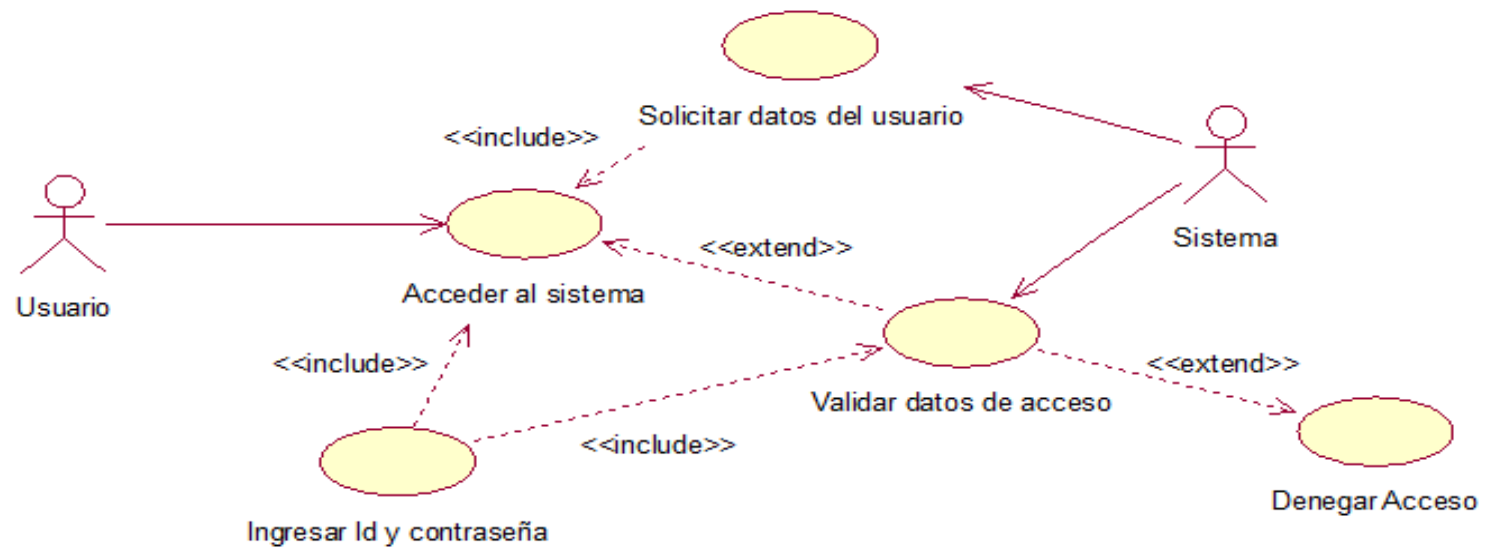 Solicitar datos del usuario
<<include>>
Sistema
<<extend>>
Acceder al sistema
Usuario
<<include>>
<<extend>>
Validar datos de acceso
<<include>>
Denegar Acceso
Ingresar Id y contraseña